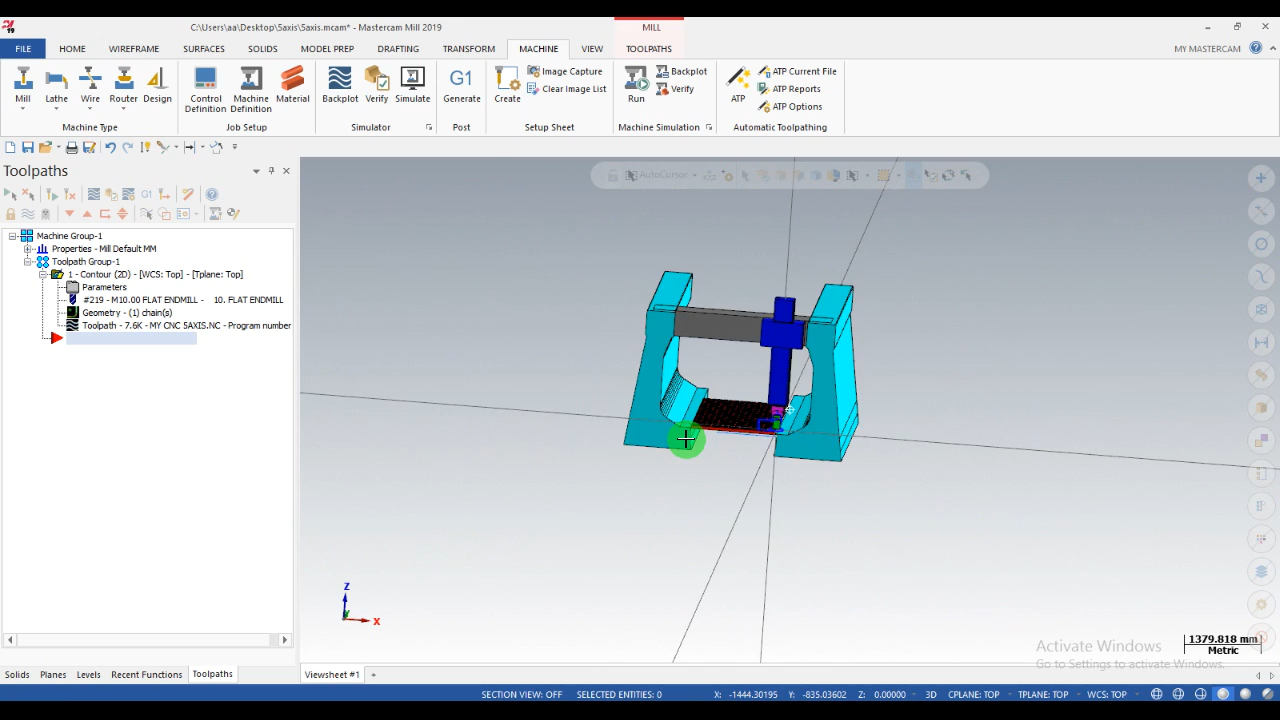 C:\Users\aa\Desktop\5axis\5axis.mcam* - Mastercam Mill 2019
MILL
FILE HOME WIREFRAME SURFACES SOLIDS MODEL PREP DRAFTING TRANSFORM MACHINE VIEW TOOLPATHS MY MASTERCAM
Mill Lathe Wire Router Design
Control Definition Machine Definition Material
Backplot Verify Simulate
G1 Generate
Create Image Capture Clear Image List
Run Backplot Verify
ATP ATP Current File ATP Reports ATP Options
Machine Type Job Setup Simulator Post Setup Sheet Machine Simulation Automatic Toolpathing
Toolpaths
AutoCursor
G1
Machine Group-1
Properties - Mill Default MM
Toolpath Group-1
1 - Contour (2D) - [WCS: Top] - [Tplane: Top]
Parameters
#219 - M10.00 FLAT ENDMILL - 10. FLAT ENDMILL
Geometry - (1) chain(s)
Toolpath - 7.6K - MY CNC 5AXIS.NC - Program number
Z
Y
X
1379.818 mm
Metric
Activate Windows
Go to Settings to activate Windows.
Solids Planes Levels Recent Functions Toolpaths Viewsheet #1 +
SECTION VIEW: OFF SELECTED ENTITIES: 0 X: -1444.30195 Y: -835.03602 Z: 0.00000 3D CPLANE: TOP TPLANE: TOP WCS: TOP